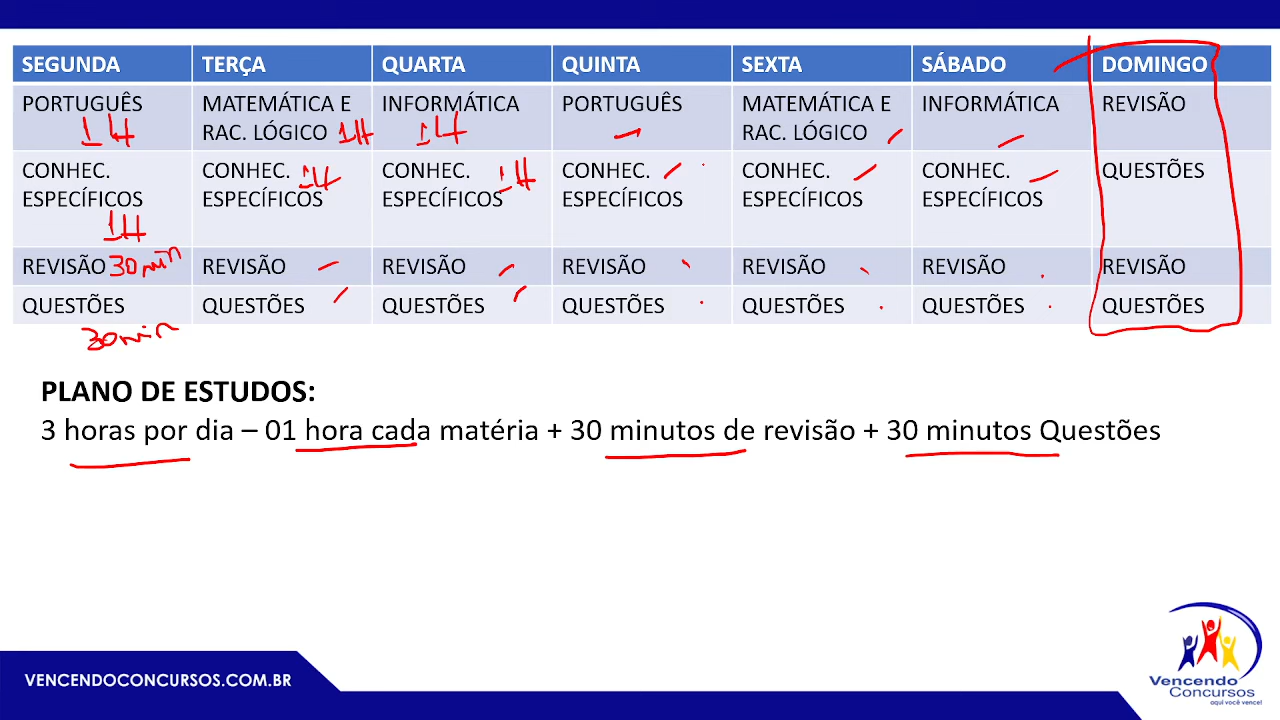 SEGUNDA TERÇA QUARTA QUINTA SEXTA SÁBADO DOMINGO
PORTUGUÊS MATEMÁTICA E INFORMÁTICA PORTUGUÊS MATEMÁTICA E INFORMÁTICA REVISÃO
1H RAC. LÓGICO 1H 1H RAC. LÓGICO
CONHEC. CONHEC. 1H CONHEC. 1H CONHEC. CONHEC. CONHEC. QUESTÕES
ESPECÍFICOS ESPECÍFICOS ESPECÍFICOS ESPECÍFICOS ESPECÍFICOS ESPECÍFICOS
1H
REVISÃO 30min REVISÃO REVISÃO REVISÃO REVISÃO REVISÃO REVISÃO
QUESTÕES QUESTÕES QUESTÕES QUESTÕES QUESTÕES QUESTÕES QUESTÕES
30min
PLANO DE ESTUDOS:
3 horas por dia – 01 hora cada matéria + 30 minutos de revisão + 30 minutos Questões
VENCENDOCONCURSOS.COM.BR
Vencendo
Concursos
aqui você vence!